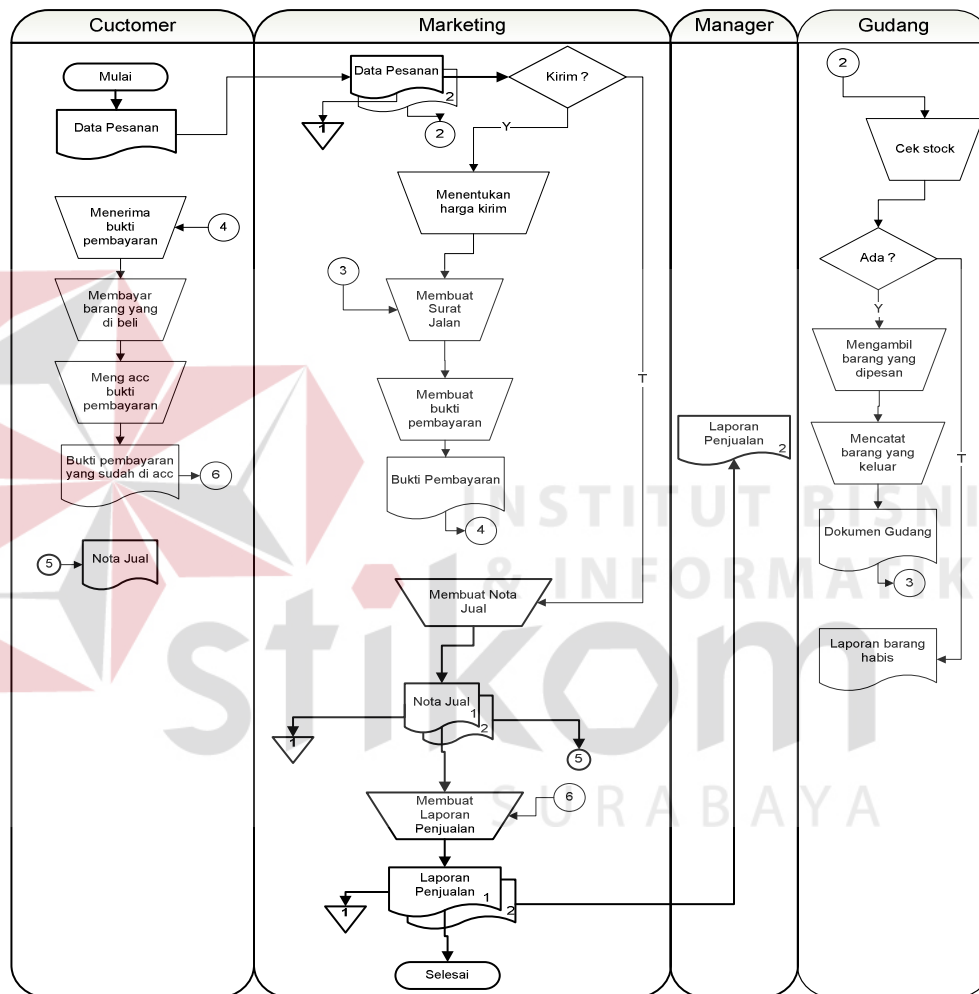 Cuctomer
Marketing
Manager
Gudang
Mulai
Data Pesanan
Menerima
bukti
pembayaran
4
Membayar
barang yang
di beli
Meng acc
bukti
pembayaran
Bukti pembayaran
yang sudah di acc
6
5
Nota Jual
Data Pesanan
2
1
2
Kirim ?
Y
T
Menentukan
harga kirim
3
Membuat
Surat
Jalan
Membuat
bukti
pembayaran
Bukti Pembayaran
4
Membuat Nota
Jual
Nota Jual
1
2
1
5
Membuat
Laporan
Penjualan
6
Laporan
Penjualan
1
2
1
Selesai
Laporan
Penjualan
2
2
Cek stock
Ada ?
Y
T
Mengambil
barang yang
dipesan
Mencatat
barang yang
keluar
Dokumen Gudang
3
Laporan barang
habis
INSTITUT BISNI
& INFORMATIK
stikom
SURABAYA